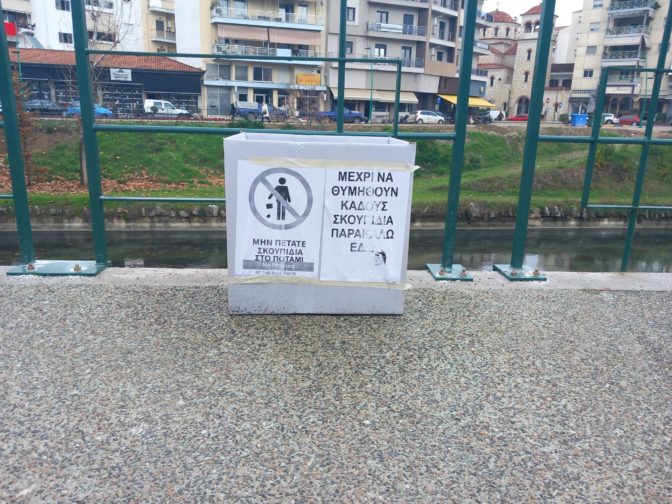 ΜΗΝ ΠΕΤΑΤΕ
ΣΚΟΥΠΙΔΙΑ
ΣΤΟ ΠΟΤΑΜΙ
ΜΕΧΡΙ ΝΑ
ΘΥΜΗΘΟΥΝ
ΚΑΔΟΥΣ
ΣΚΟΥΠΙΔΙΑ
ΠΑΡΑΚΑΛΩ
ΕΔΩ